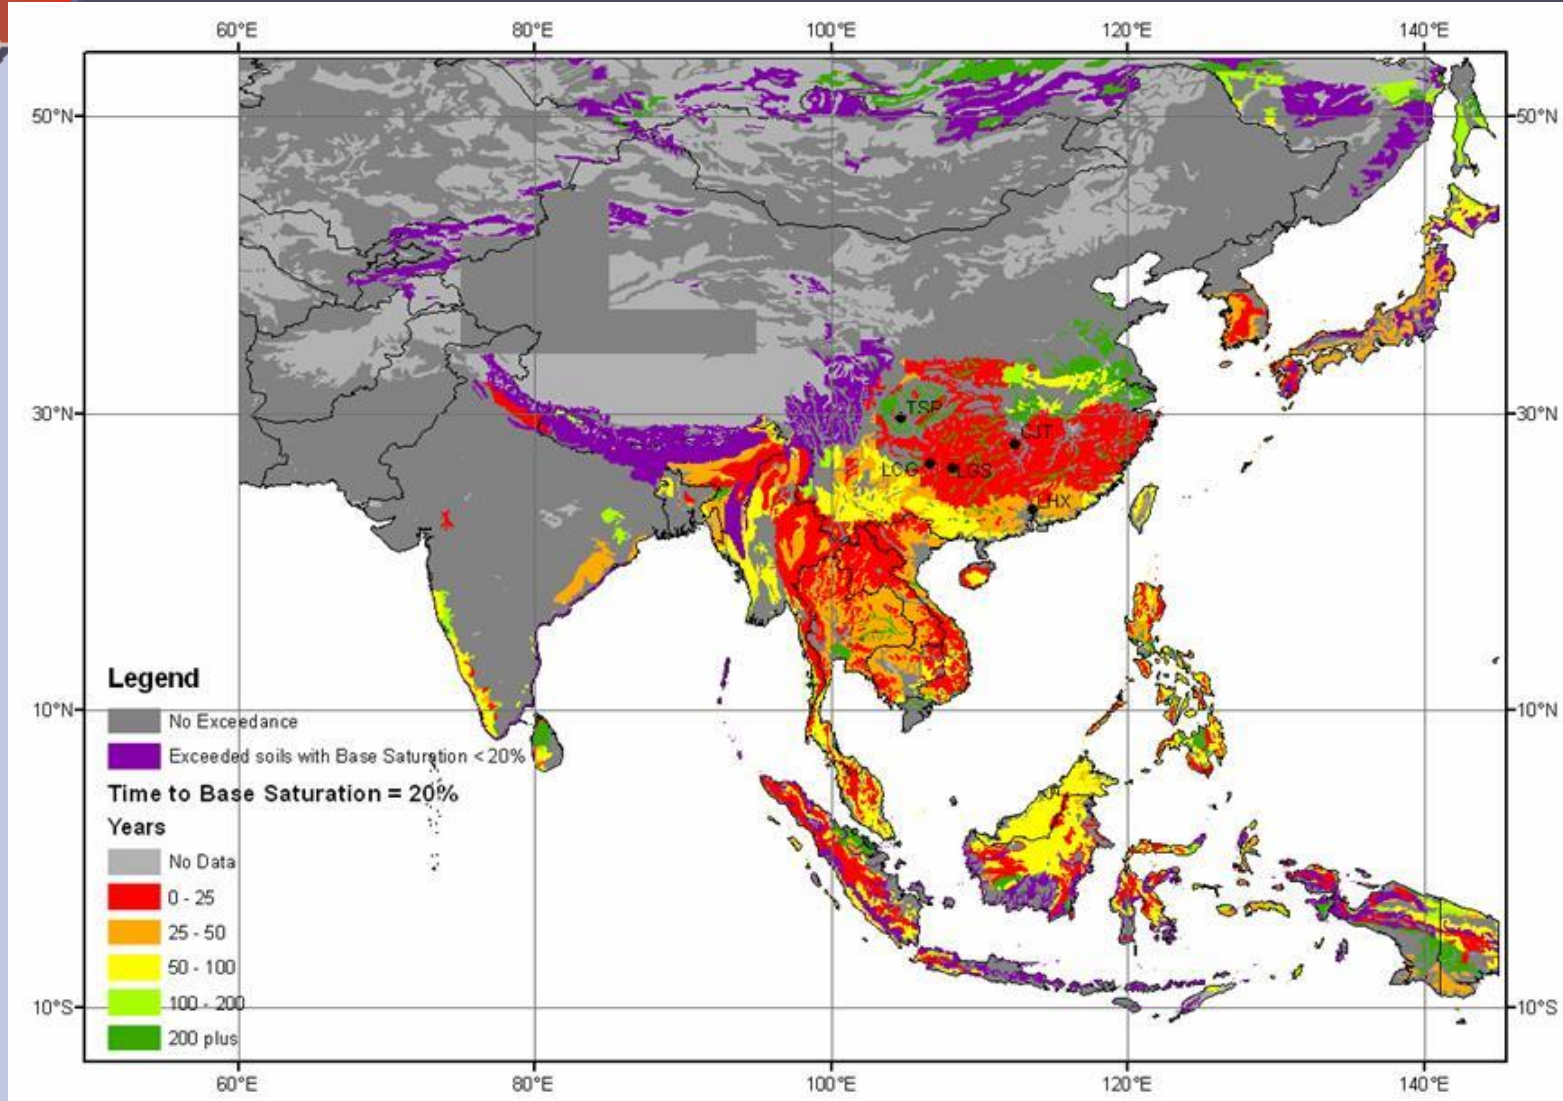 60°E 80°E 100°E 120°E 140°E
50°N 50°N
30°N 30°N
TSP
CJT
LCG LGS
LHX
Legend
No Exceedance
10°N 10°N
Exceeded soils with Base Saturation < 20%
Time to Base Saturation = 20%
Years
No Data
0 - 25
25 - 50
50 - 100
100 - 200
10°S 10°S
200 plus
60°E 80°E 100°E 120°E 140°E